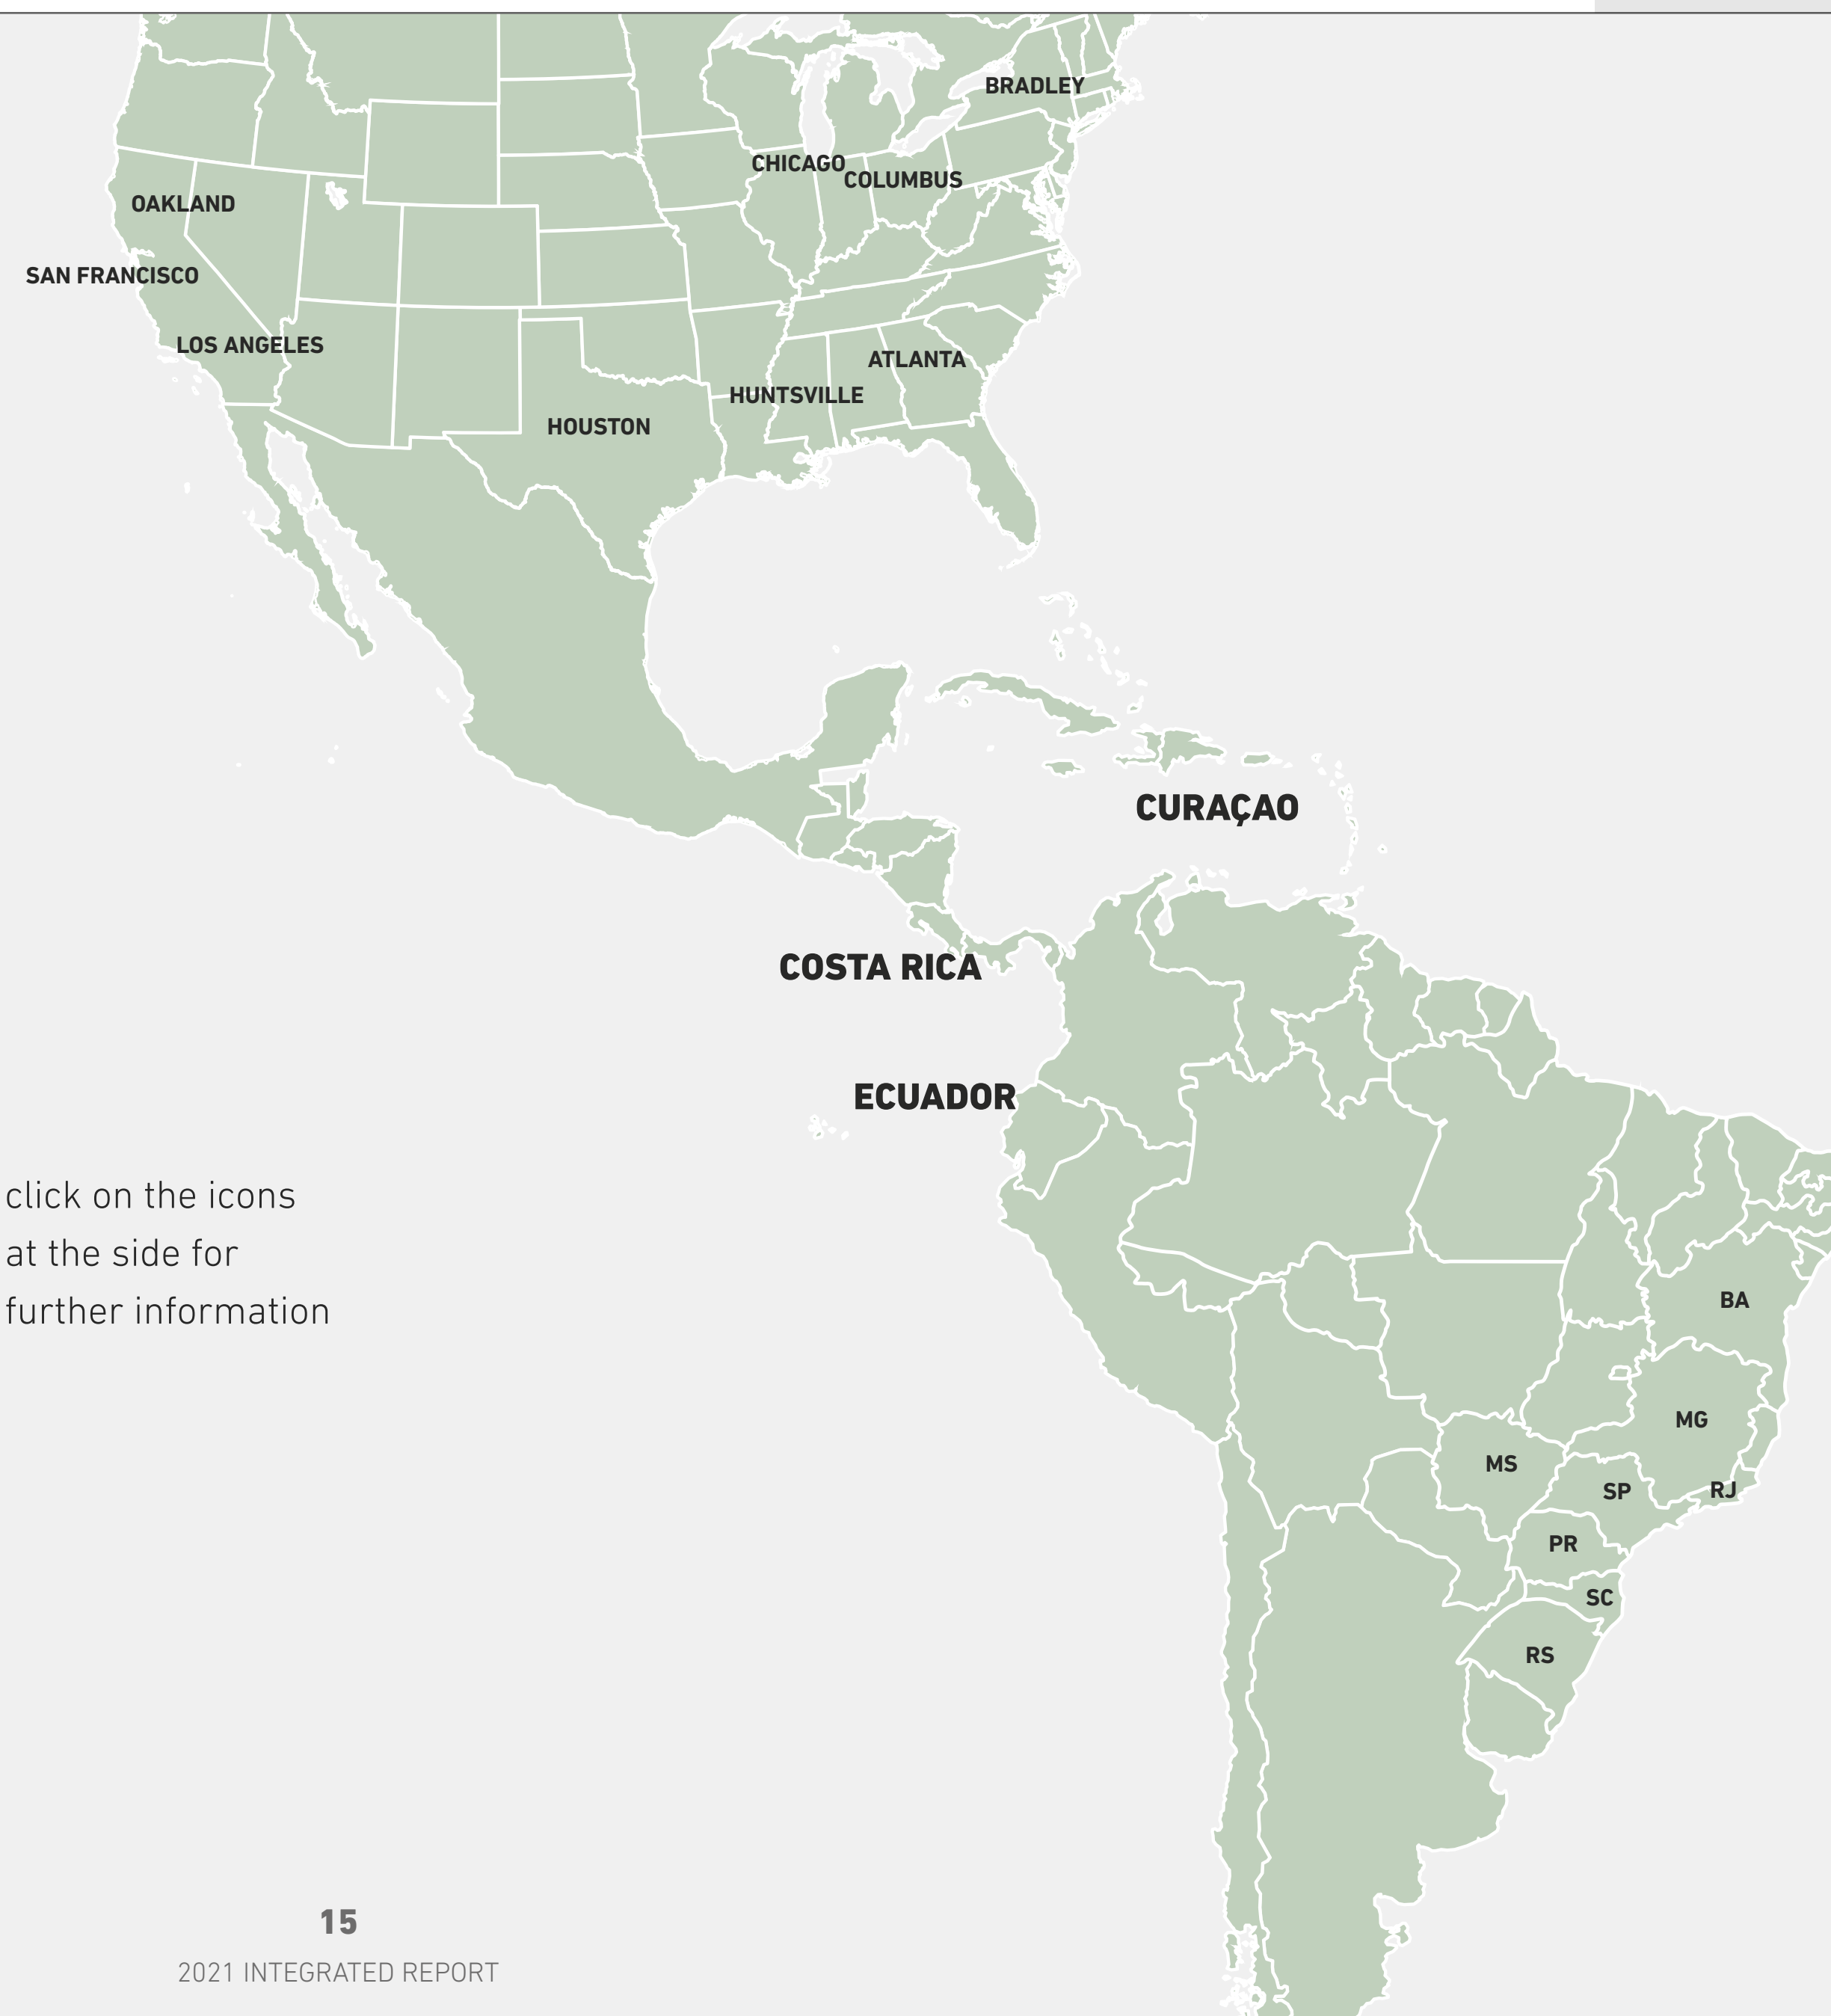 BRADLEY
CHICAGO
COLUMBUS
OAKLAND
SAN FRANCISCO
LOS ANGELES
ATLANTA
HUNTSVILLE
HOUSTON
CURAÇAO
COSTA RICA
ECUADOR
click on the icons
at the side for
further information
BA
MG
MS
SP
RJ
PR
SC
RS
15
2021 INTEGRATED REPORT